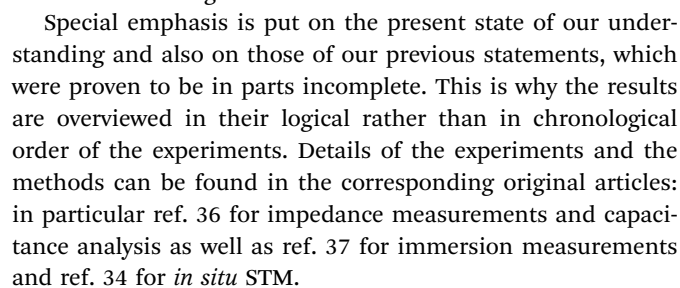 Special emphasis is put on the present state of our under-
standing and also on those of our previous statements, which
were proven to be in parts incomplete. This is why the results
are overviewed in their logical rather than in chronological
order of the experiments. Details of the experiments and the
methods can be found in the corresponding original articles:
in particular ref. 36 for impedance measurements and capaci-
tance analysis as well as ref. 37 for immersion measurements
and ref. 34 for in situ STM.